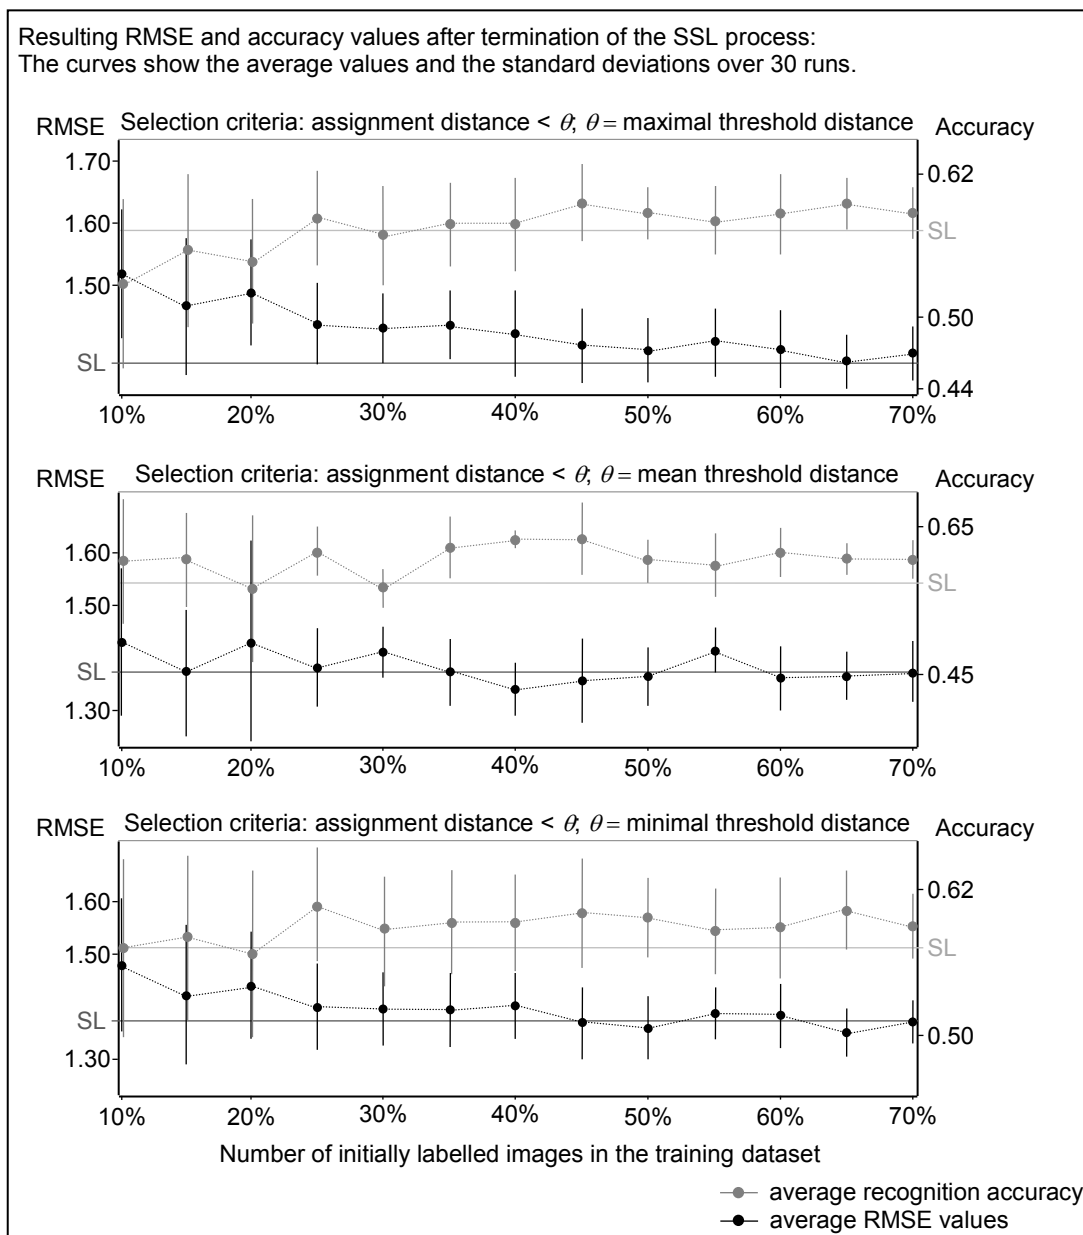 Resulting RMSE and accuracy values after termination of the SSL process:
The curves show the average values and the standard deviations over 30 runs.
RMSE Selection criteria: assignment distance < θ; θ = maximal threshold distance Accuracy
1.70
0.62
1.60
SL
1.50
0.50
SL
0.44
10% 20% 30% 40% 50% 60% 70%
RMSE Selection criteria: assignment distance < θ; θ = mean threshold distance Accuracy
0.65
1.60
SL
1.50
SL
0.45
1.30
10% 20% 30% 40% 50% 60% 70%
RMSE Selection criteria: assignment distance < θ; θ = minimal threshold distance Accuracy
0.62
1.60
1.50
SL
SL
0.50
1.30
10% 20% 30% 40% 50% 60% 70%
Number of initially labelled images in the training dataset
average recognition accuracy
average RMSE values